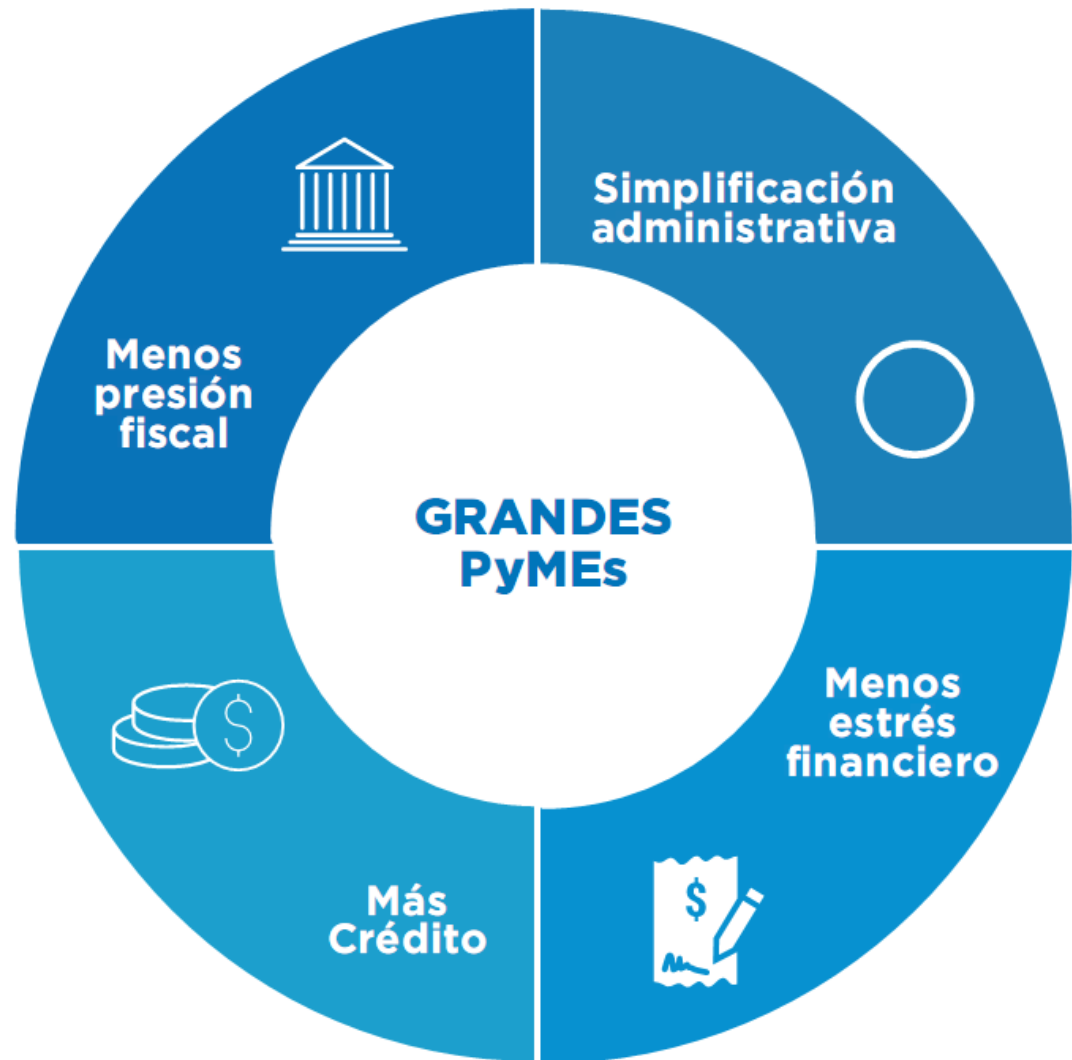 Simplificación
administrativa
Menos
presión
fiscal
GRANDES
PyMEs
Menos
estrés
financiero
$
$
Más
Crédito